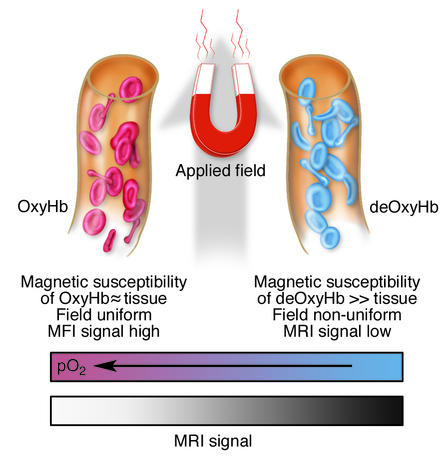 Applied field
OxyHb
deOxyHb
Magnetic susceptibility
of OxyHb≈ tissue
Field uniform
MFI signal high
Magnetic susceptibility
of deOxyHb >> tissue
Field non-uniform
MRI signal low
pO₂
MRI signal